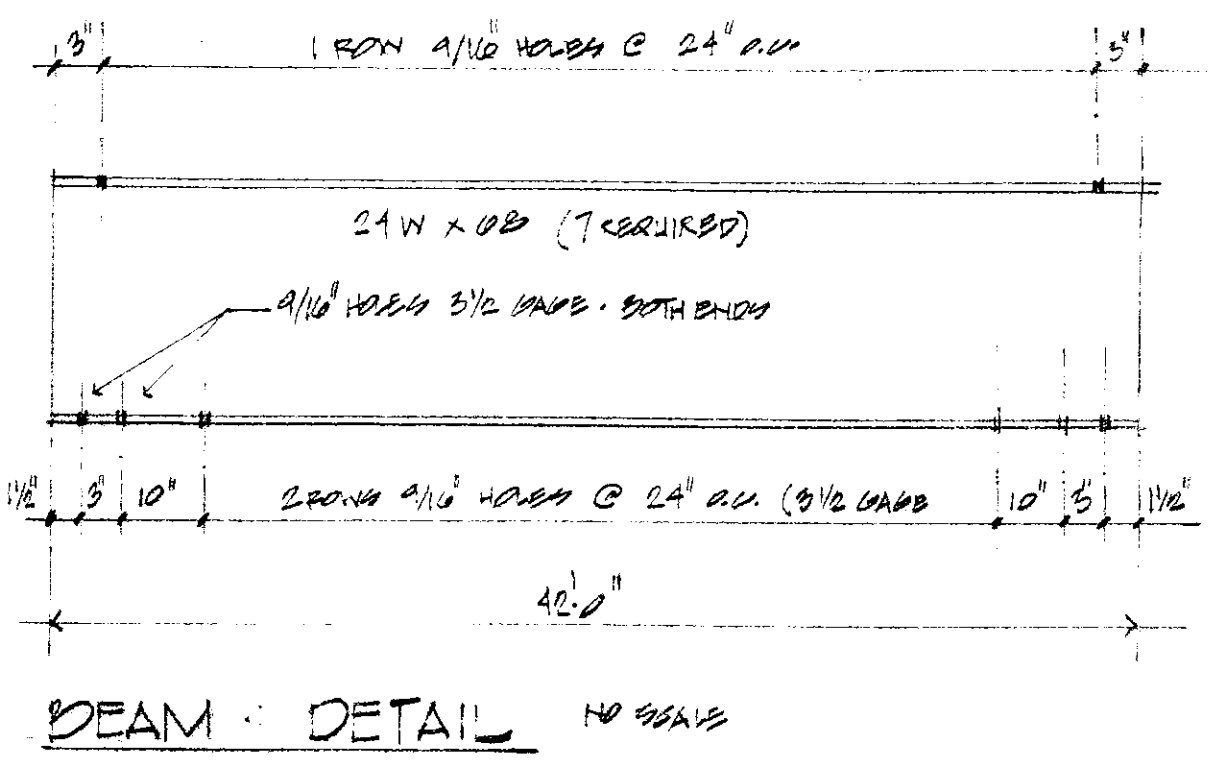 3" 1 ROW 9/16" HOLES @ 24" O.C. 3"
24 W x 68 (7 REQUIRED)
9/16" HOLES 3 1/2 GAGE · BOTH ENDS
1 1/2" 3" 10" 2 ROWS 9/16" HOLES @ 24" O.C. (3 1/2 GAGE 10" 3" 1 1/2"
42'·0"
BEAM : DETAIL NO SCALE